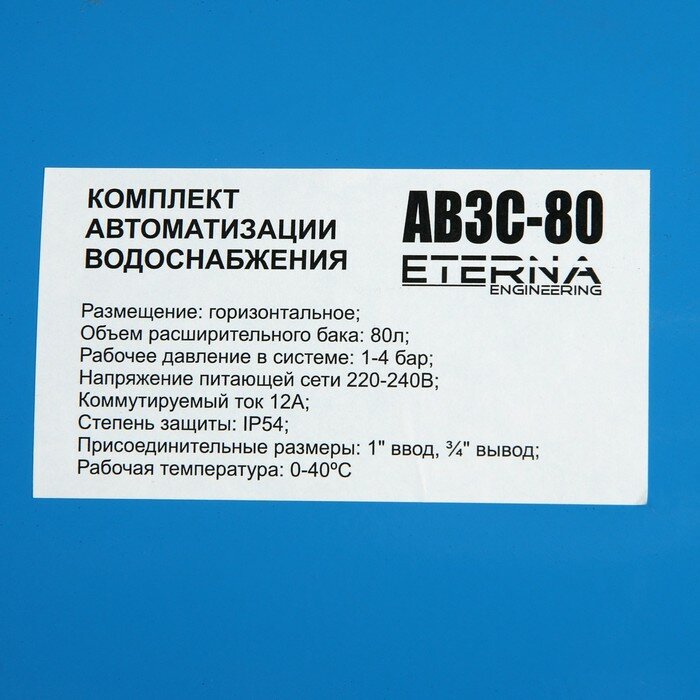 КОМПЛЕКТ
АВТОМАТИЗАЦИИ
ВОДОСНАБЖЕНИЯ
АВЗС-80
ETERNA
ENGINEERING
Размещение: горизонтальное;
Объем расширительного бака: 80л;
Рабочее давление в системе: 1-4 бар;
Напряжение питающей сети 220-240В;
Коммутируемый ток 12А;
Степень защиты: IP54;
Присоединительные размеры: 1" ввод, ¾" вывод;
Рабочая температура: 0-40ºС